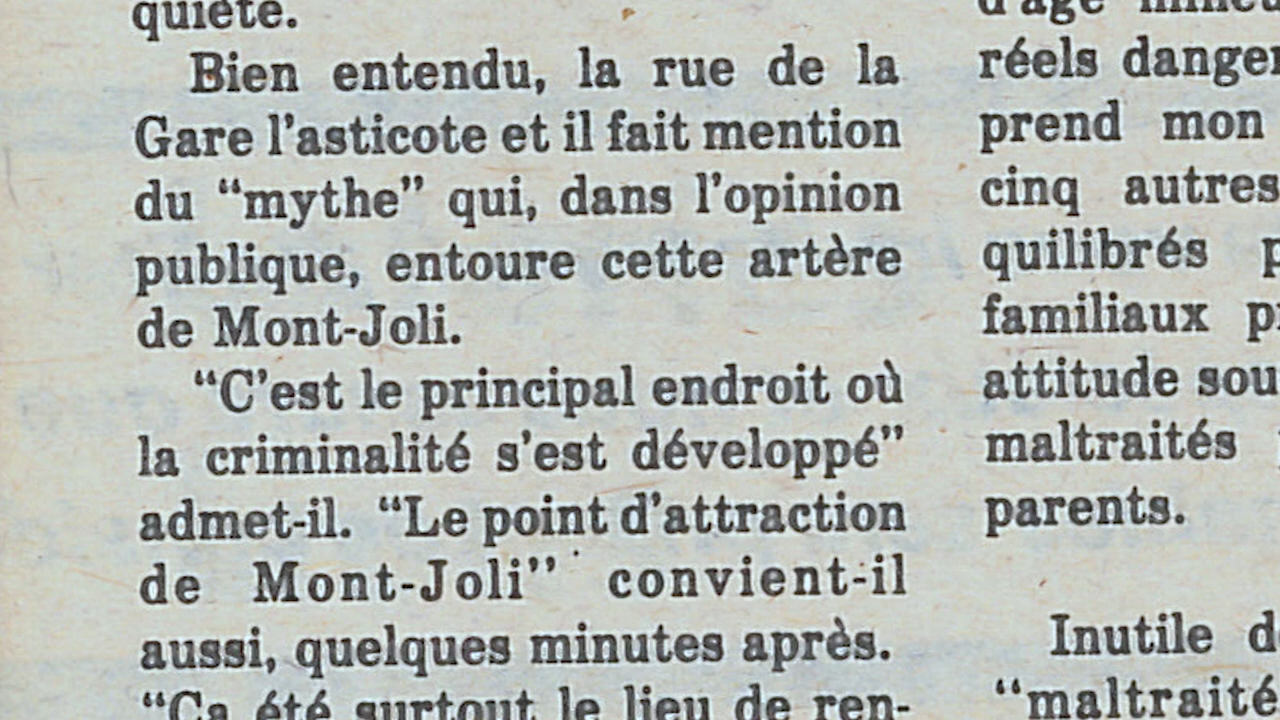 quiète.
Bien entendu, la rue de la
Gare l'asticote et il fait mention
du “mythe” qui, dans l'opinion
publique, entoure cette artère
de Mont-Joli.
“C'est le principal endroit où
la criminalité s'est développé”
admet-il. “Le point d'attraction
de Mont-Joli” convient-il
aussi, quelques minutes après.
“Ça été surtout le lieu de ren-
d'âge
réels danger
prend mon
cinq autres
quilibrés p
familiaux p
attitude sou
maltraités
parents.
Inutile d
“maltraité